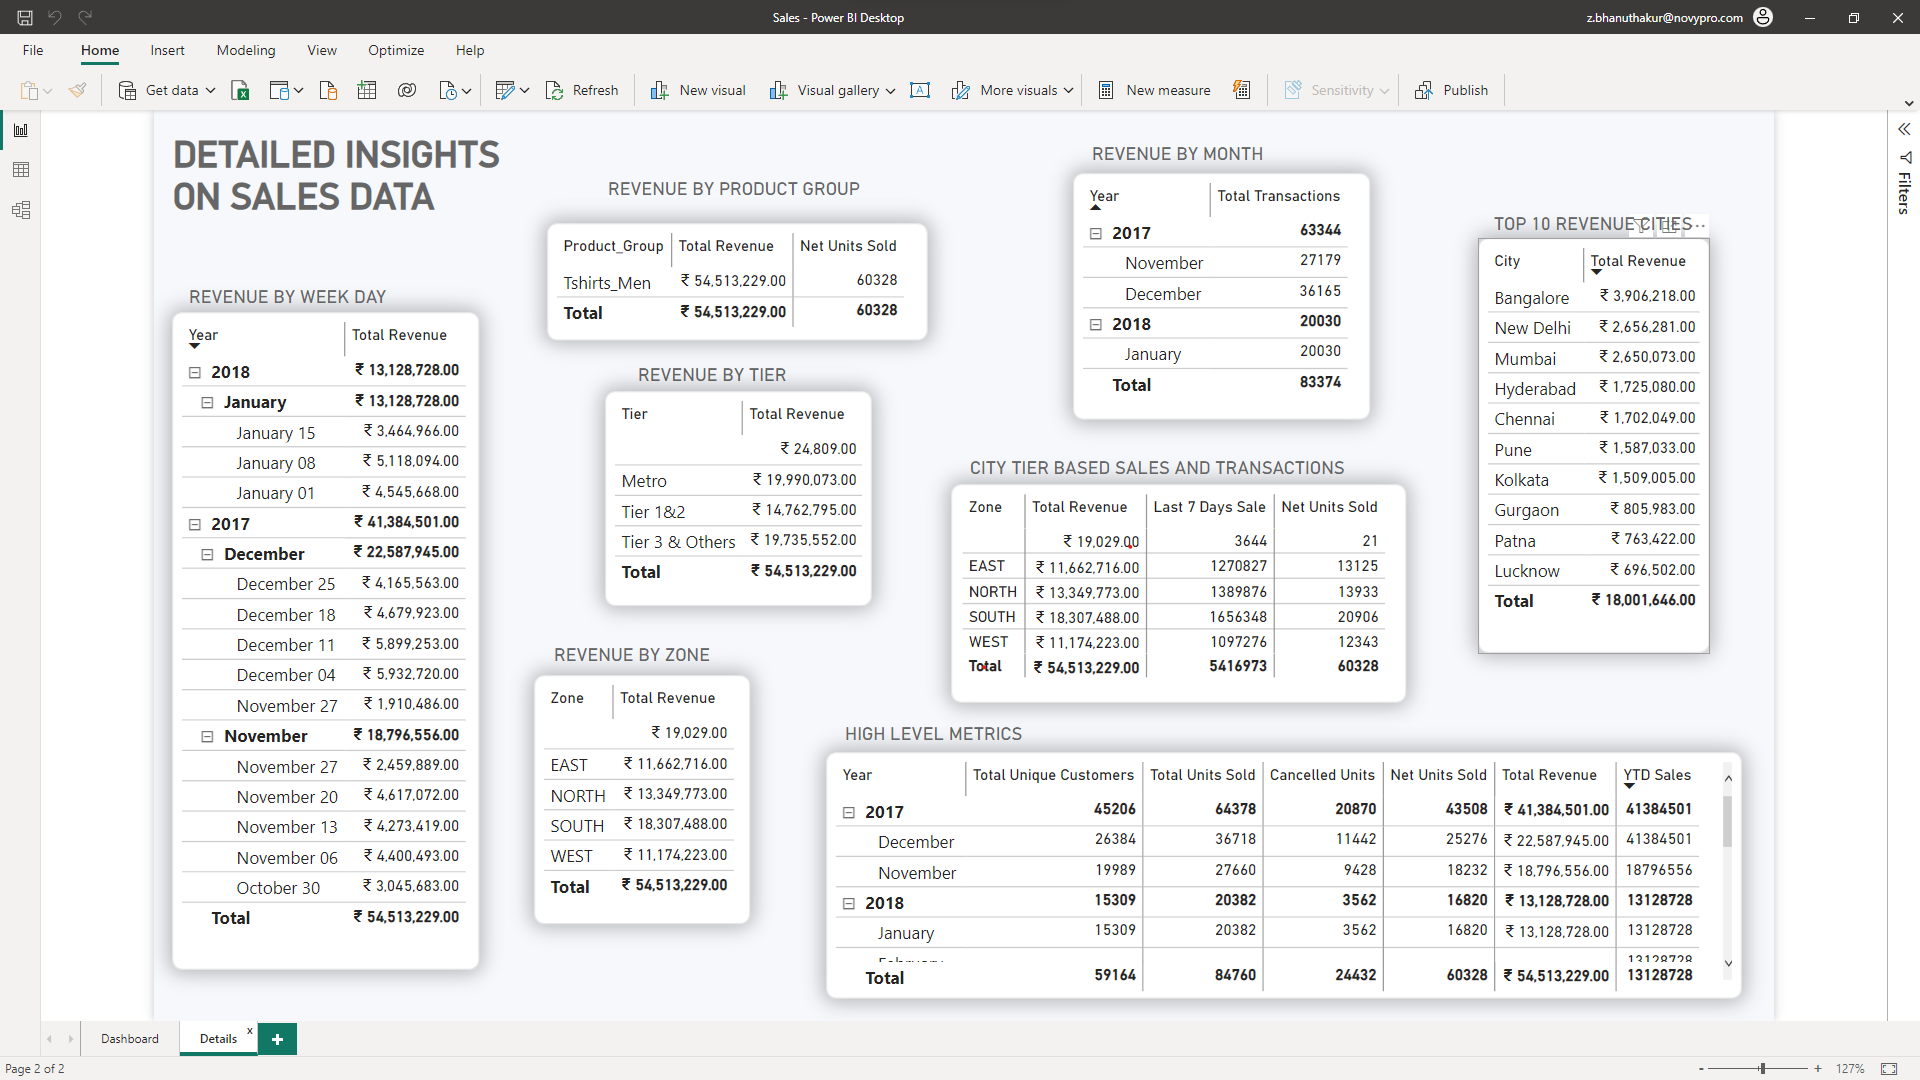 Sales - Power BI Desktop
z.bhanuthakur@novypro.com
File Home Insert Modeling View Optimize Help
Get data Refresh New visual Visual gallery More visuals New measure Sensitivity Publish
Filters
DETAILED INSIGHTS
ON SALES DATA
REVENUE BY WEEK DAY
Year Total Revenue
2018 ₹ 13,128,728.00
January ₹ 13,128,728.00
January 15 ₹ 3,464,966.00
January 08 ₹ 5,118,094.00
January 01 ₹ 4,545,668.00
2017 ₹ 41,384,501.00
December ₹ 22,587,945.00
December 25 ₹ 4,165,563.00
December 18 ₹ 4,679,923.00
December 11 ₹ 5,899,253.00
December 04 ₹ 5,932,720.00
November 27 ₹ 1,910,486.00
November ₹ 18,796,556.00
November 27 ₹ 2,459,889.00
November 20 ₹ 4,617,072.00
November 13 ₹ 4,273,419.00
November 06 ₹ 4,400,493.00
October 30 ₹ 3,045,683.00
Total ₹ 54,513,229.00
REVENUE BY PRODUCT GROUP
Product_Group Total Revenue Net Units Sold
Tshirts_Men ₹ 54,513,229.00 60328
Total ₹ 54,513,229.00 60328
REVENUE BY TIER
Tier Total Revenue
₹ 24,809.00
Metro ₹ 19,990,073.00
Tier 1&2 ₹ 14,762,795.00
Tier 3 & Others ₹ 19,735,552.00
Total ₹ 54,513,229.00
REVENUE BY ZONE
Zone Total Revenue
₹ 19,029.00
EAST ₹ 11,662,716.00
NORTH ₹ 13,349,773.00
SOUTH ₹ 18,307,488.00
WEST ₹ 11,174,223.00
Total ₹ 54,513,229.00
REVENUE BY MONTH
Year Total Transactions
2017 63344
November 27179
December 36165
2018 20030
January 20030
Total 83374
CITY TIER BASED SALES AND TRANSACTIONS
Zone Total Revenue Last 7 Days Sale Net Units Sold
₹ 19,029.00 3644 21
EAST ₹ 11,662,716.00 1270827 13125
NORTH ₹ 13,349,773.00 1389876 13933
SOUTH ₹ 18,307,488.00 1656348 20906
WEST ₹ 11,174,223.00 1097276 12343
Total ₹ 54,513,229.00 5416973 60328
TOP 10 REVENUE CITIES
City Total Revenue
Bangalore ₹ 3,906,218.00
New Delhi ₹ 2,656,281.00
Mumbai ₹ 2,650,073.00
Hyderabad ₹ 1,725,080.00
Chennai ₹ 1,702,049.00
Pune ₹ 1,587,033.00
Kolkata ₹ 1,509,005.00
Gurgaon ₹ 805,983.00
Patna ₹ 763,422.00
Lucknow ₹ 696,502.00
Total ₹ 18,001,646.00
HIGH LEVEL METRICS
Year Total Unique Customers Total Units Sold Cancelled Units Net Units Sold Total Revenue YTD Sales
2017 45206 64378 20870 43508 ₹ 41,384,501.00 41384501
December 26384 36718 11442 25276 ₹ 22,587,945.00 41384501
November 19989 27660 9428 18232 ₹ 18,796,556.00 18796556
2018 15309 20382 3562 16820 ₹ 13,128,728.00 13128728
January 15309 20382 3562 16820 ₹ 13,128,728.00 13128728
February 13128728
Total 59164 84760 24432 60328 ₹ 54,513,229.00 13128728
Dashboard Details x +
Page 2 of 2
- + 127%